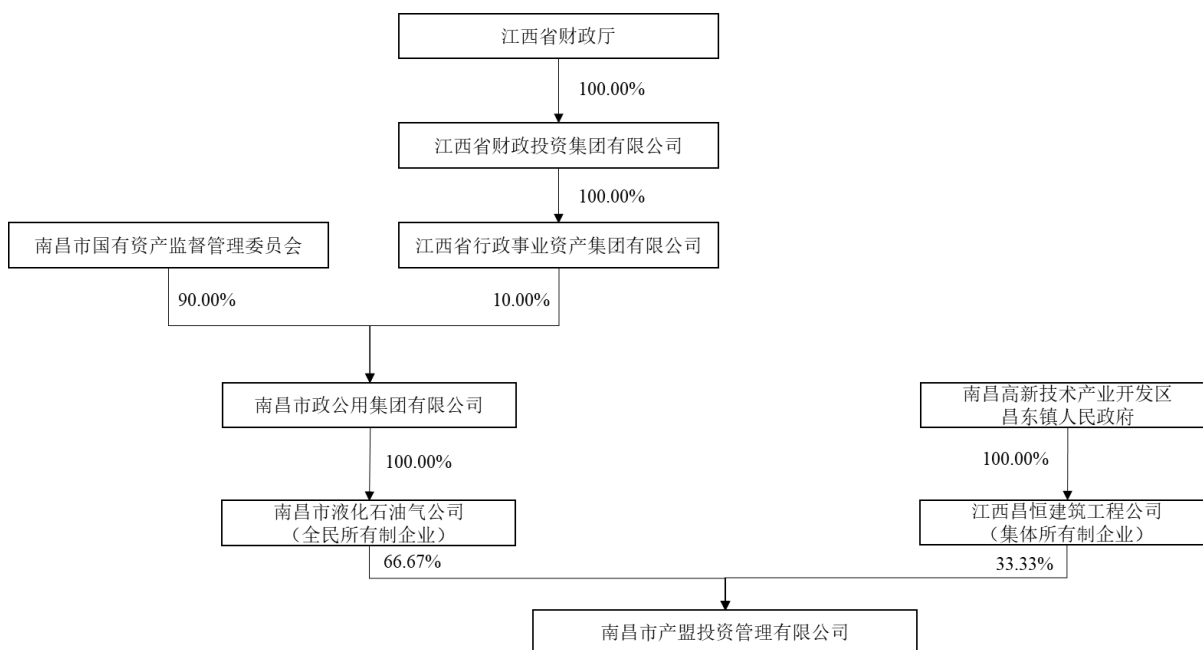 江西省财政厅
100.00%
江西省财政投资集团有限公司
100.00%
南昌市国有资产监督管理委员会
江西省行政事业资产集团有限公司
90.00%
10.00%
南昌市政公用集团有限公司
南昌高新技术产业开发区
昌东镇人民政府
100.00%
100.00%
南昌市液化石油气公司
（全民所有制企业）
江西昌恒建筑工程公司
（集体所有制企业）
66.67%
33.33%
南昌市产盟投资管理有限公司